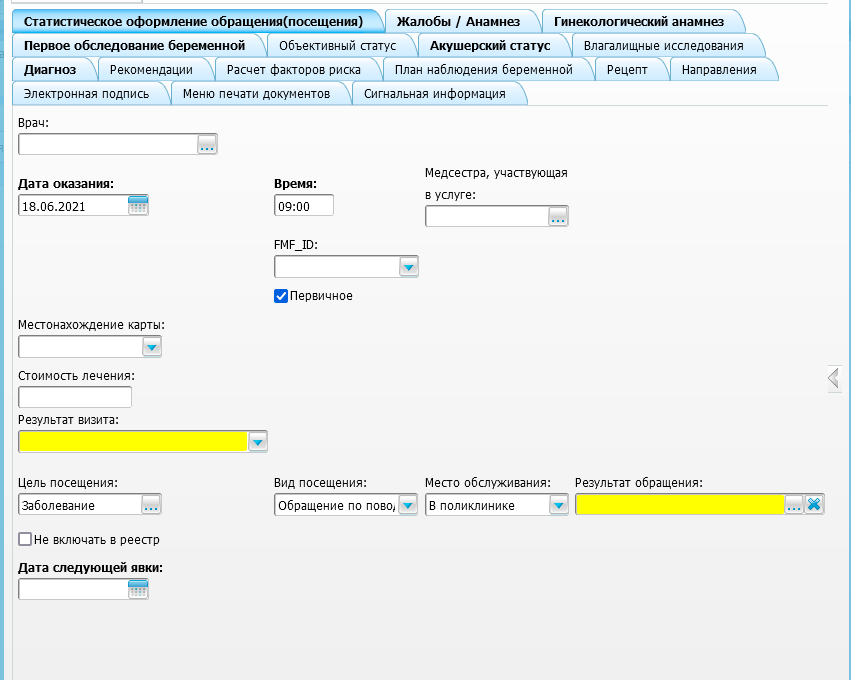 Статистическое оформление обращения(посещения) Жалобы / Анамнез Гинекологический анамнез
Первое обследование беременной Объективный статус Акушерский статус Влагалищные исследования
Диагноз Рекомендации Расчет факторов риска План наблюдения беременной Рецепт Направления
Электронная подпись Меню печати документов Сигнальная информация
Врач:
...
Медсестра, участвующая
Дата оказания: Время:
в услуге:
18.06.2021 09:00
...
FMF_ID:
Первичное
Местонахождение карты:
Стоимость лечения:
Результат визита:
Цель посещения: Вид посещения: Место обслуживания: Результат обращения:
Заболевание ... Обращение по пово В поликлинике ...
Не включать в реестр
Дата следующей явки: